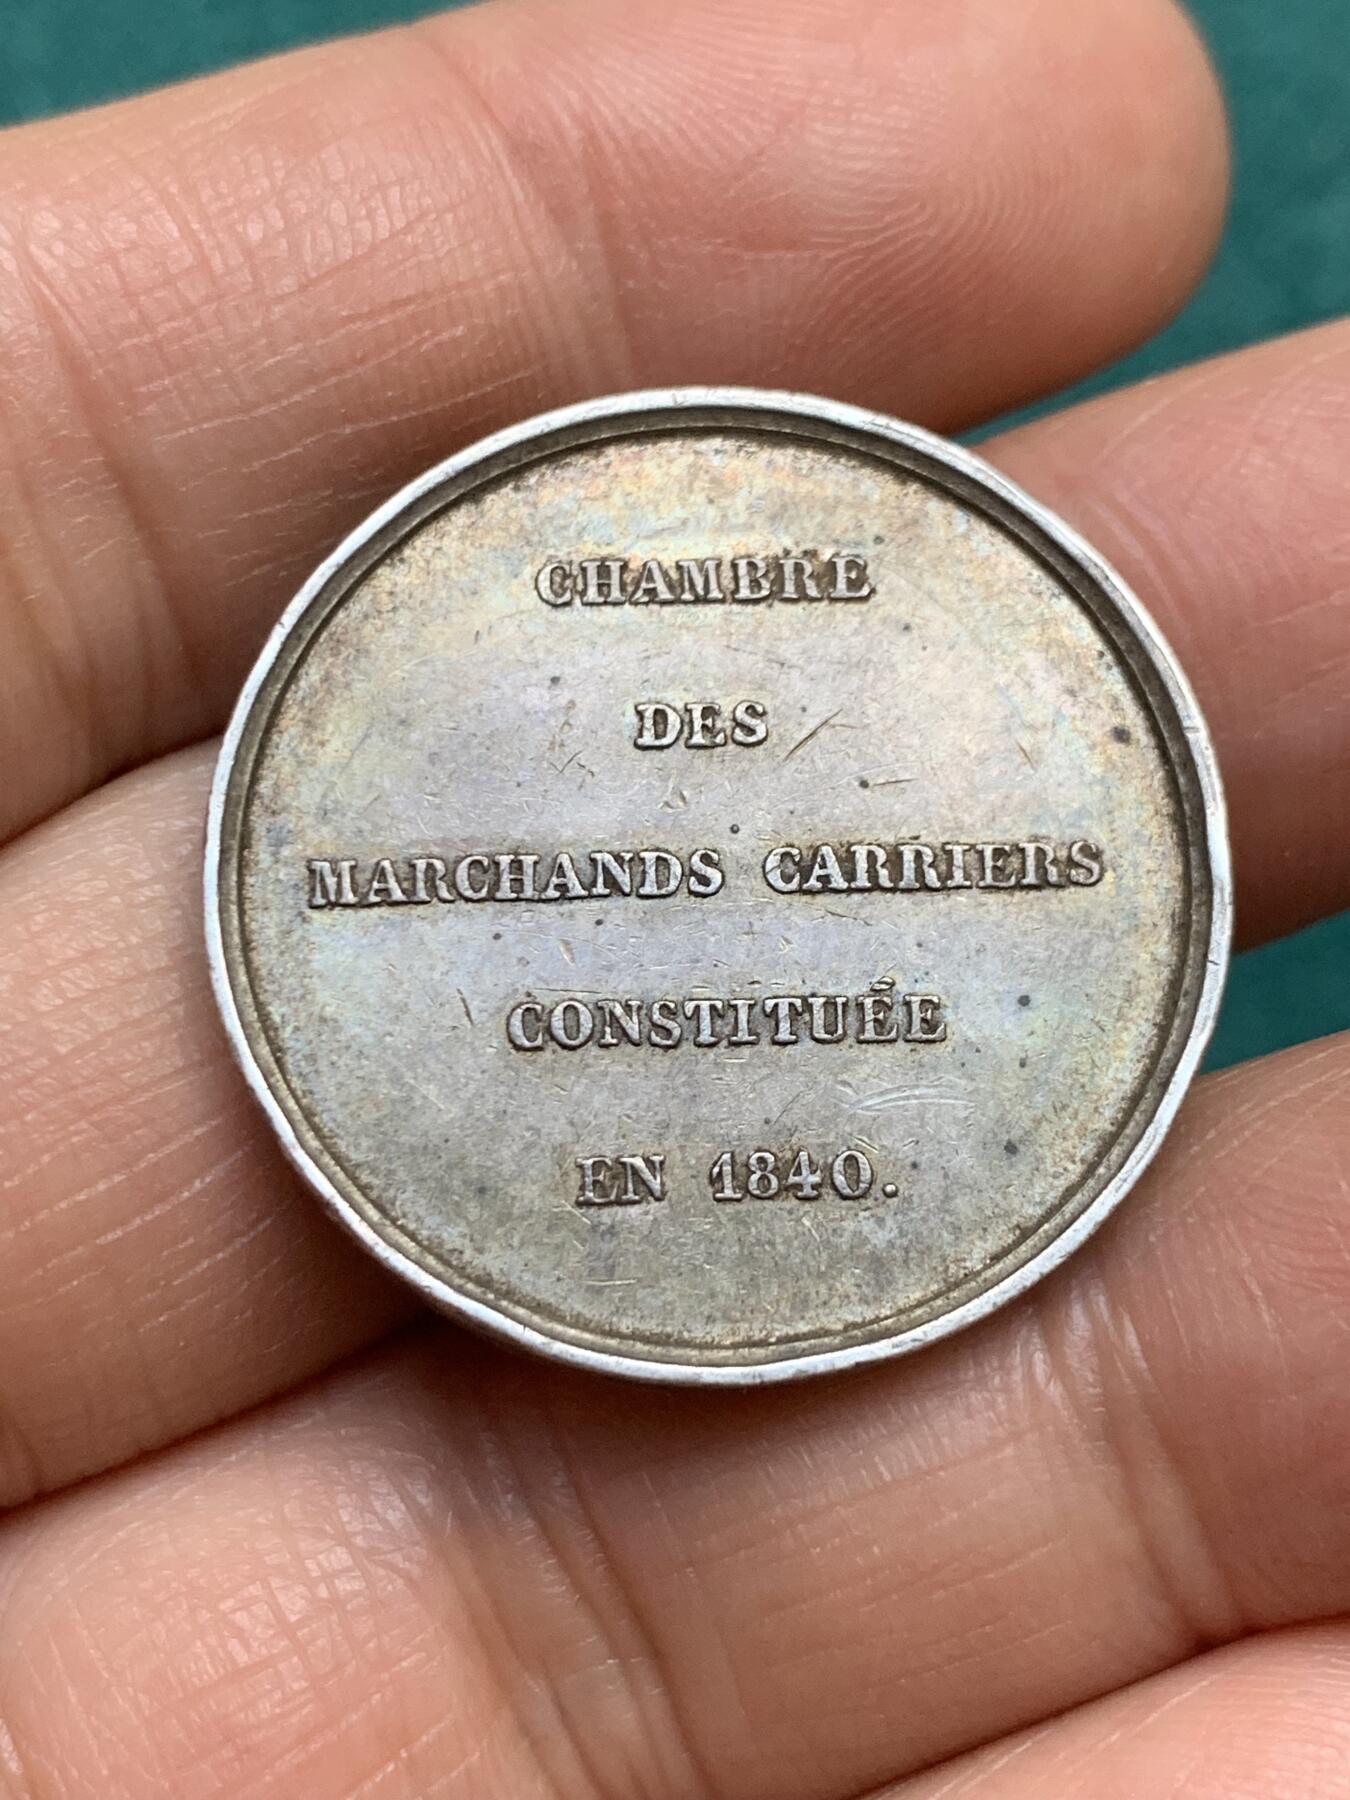 CHAMBRE
DES
MARCHANDS CARRIERS
CONSTITUÉE
EN 1840.